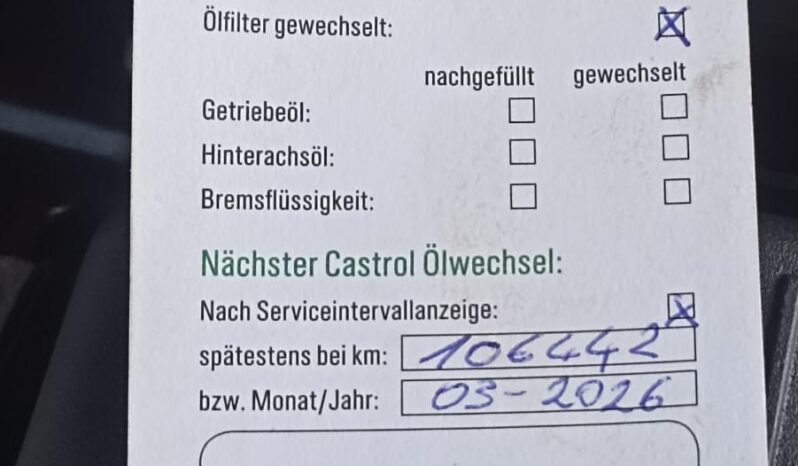 Ölfilter gewechselt:
nachgefüllt gewechselt
Getriebeöl:
Hinterachsöl:
Bremsflüssigkeit:
Nächster Castrol Ölwechsel:
Nach Serviceintervallanzeige:
spätestens bei km: 106442
bzw. Monat/Jahr: 03-2026